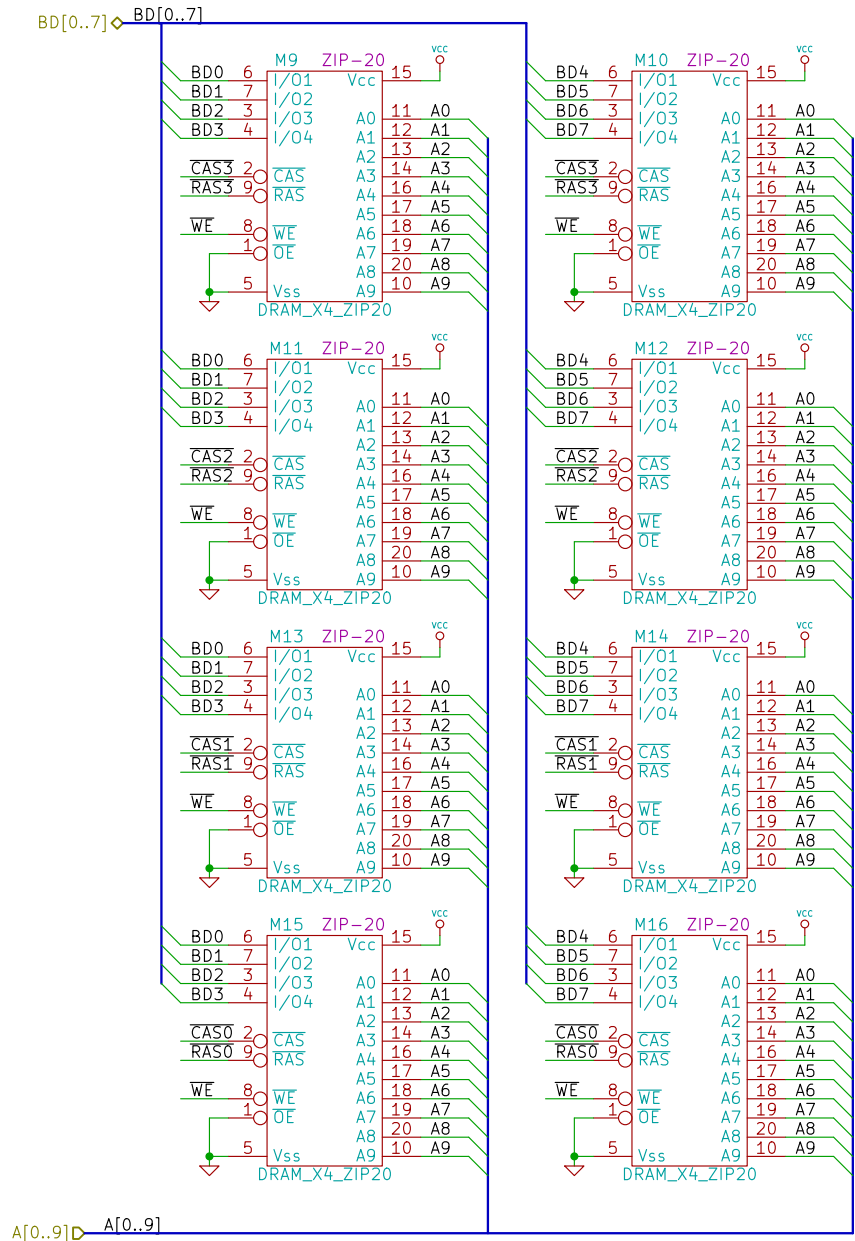 BD[0..7] BD[0..7]
M9 ZIP-20 VCC M10 ZIP-20 VCC
BD0 6 I/O1 Vcc 15 BD4 6 I/O1 Vcc 15
BD1 7 I/O2 BD5 7 I/O2
BD2 3 I/O3 A0 11 A0 BD6 3 I/O3 A0 11 A0
BD3 4 I/O4 A1 12 A1 BD7 4 I/O4 A1 12 A1
A2 13 A2 A2 13 A2
CAS3 2 CAS A3 14 A3 CAS3 2 CAS A3 14 A3
RAS3 9 RAS A4 16 A4 RAS3 9 RAS A4 16 A4
A5 17 A5 A5 17 A5
WE 8 WE A6 18 A6 WE 8 WE A6 18 A6
1 OE A7 19 A7 1 OE A7 19 A7
A8 20 A8 A8 20 A8
5 Vss A9 10 A9 5 Vss A9 10 A9
DRAM_X4_ZIP20 DRAM_X4_ZIP20
M11 ZIP-20 VCC M12 ZIP-20 VCC
BD0 6 I/O1 Vcc 15 BD4 6 I/O1 Vcc 15
BD1 7 I/O2 BD5 7 I/O2
BD2 3 I/O3 A0 11 A0 BD6 3 I/O3 A0 11 A0
BD3 4 I/O4 A1 12 A1 BD7 4 I/O4 A1 12 A1
A2 13 A2 A2 13 A2
CAS2 2 CAS A3 14 A3 CAS2 2 CAS A3 14 A3
RAS2 9 RAS A4 16 A4 RAS2 9 RAS A4 16 A4
A5 17 A5 A5 17 A5
WE 8 WE A6 18 A6 WE 8 WE A6 18 A6
1 OE A7 19 A7 1 OE A7 19 A7
A8 20 A8 A8 20 A8
5 Vss A9 10 A9 5 Vss A9 10 A9
DRAM_X4_ZIP20 DRAM_X4_ZIP20
M13 ZIP-20 VCC M14 ZIP-20 VCC
BD0 6 I/O1 Vcc 15 BD4 6 I/O1 Vcc 15
BD1 7 I/O2 BD5 7 I/O2
BD2 3 I/O3 A0 11 A0 BD6 3 I/O3 A0 11 A0
BD3 4 I/O4 A1 12 A1 BD7 4 I/O4 A1 12 A1
A2 13 A2 A2 13 A2
CAS1 2 CAS A3 14 A3 CAS1 2 CAS A3 14 A3
RAS1 9 RAS A4 16 A4 RAS1 9 RAS A4 16 A4
A5 17 A5 A5 17 A5
WE 8 WE A6 18 A6 WE 8 WE A6 18 A6
1 OE A7 19 A7 1 OE A7 19 A7
A8 20 A8 A8 20 A8
5 Vss A9 10 A9 5 Vss A9 10 A9
DRAM_X4_ZIP20 DRAM_X4_ZIP20
M15 ZIP-20 VCC M16 ZIP-20 VCC
BD0 6 I/O1 Vcc 15 BD4 6 I/O1 Vcc 15
BD1 7 I/O2 BD5 7 I/O2
BD2 3 I/O3 A0 11 A0 BD6 3 I/O3 A0 11 A0
BD3 4 I/O4 A1 12 A1 BD7 4 I/O4 A1 12 A1
A2 13 A2 A2 13 A2
CAS0 2 CAS A3 14 A3 CAS0 2 CAS A3 14 A3
RAS0 9 RAS A4 16 A4 RAS0 9 RAS A4 16 A4
A5 17 A5 A5 17 A5
WE 8 WE A6 18 A6 WE 8 WE A6 18 A6
1 OE A7 19 A7 1 OE A7 19 A7
A8 20 A8 A8 20 A8
5 Vss A9 10 A9 5 Vss A9 10 A9
DRAM_X4_ZIP20 DRAM_X4_ZIP20
A[0..9] A[0..9]